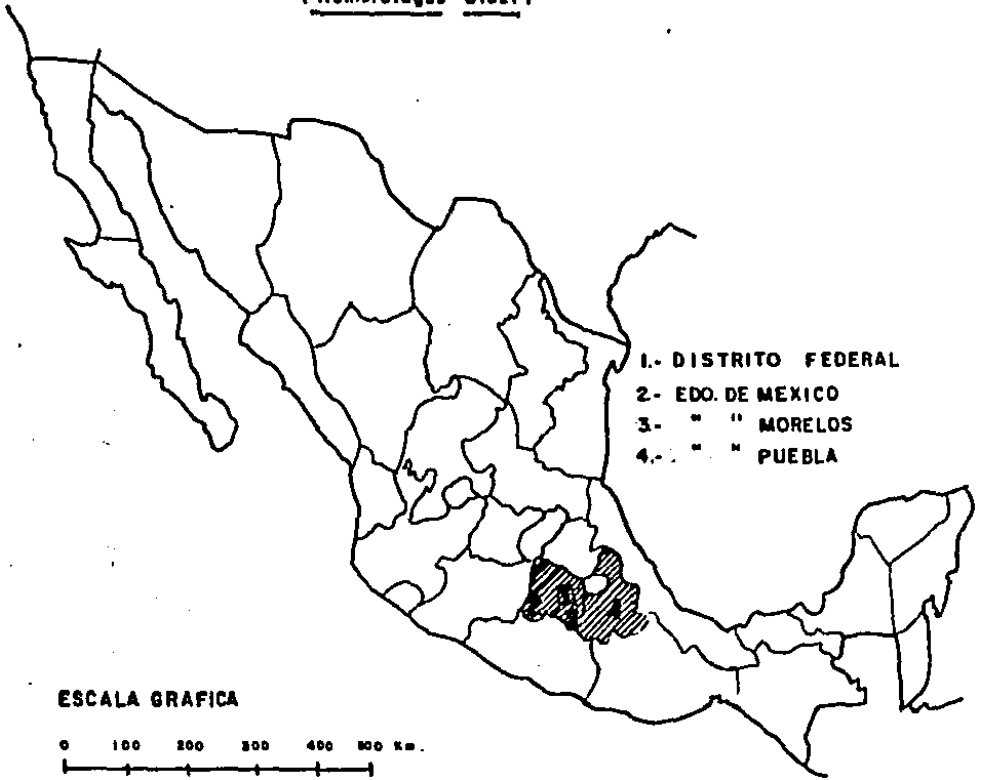 1.- DISTRITO FEDERAL
2.- EDO. DE MEXICO
3.- " " MORELOS
4.- " " PUEBLA
ESCALA GRAFICA
0 100 200 300 400 500 Km.